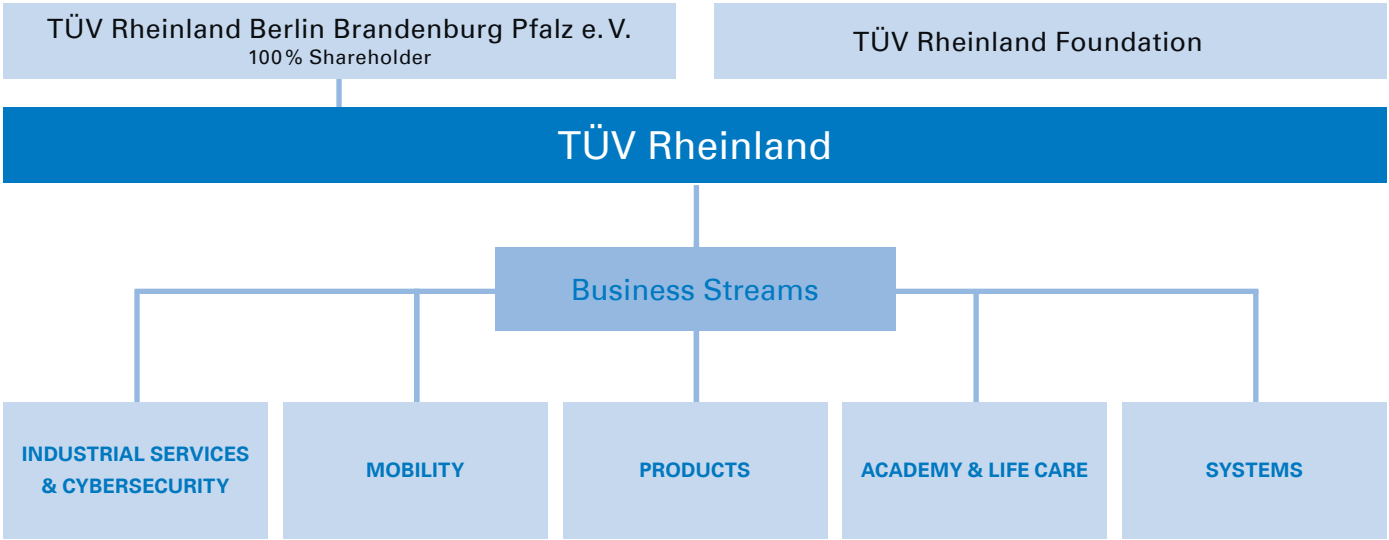 TÜV Rheinland Berlin Brandenburg Pfalz e. V.
100 % Shareholder
TÜV Rheinland Foundation
TÜV Rheinland
Business Streams
INDUSTRIAL SERVICES
& CYBERSECURITY
MOBILITY
PRODUCTS
ACADEMY & LIFE CARE
SYSTEMS